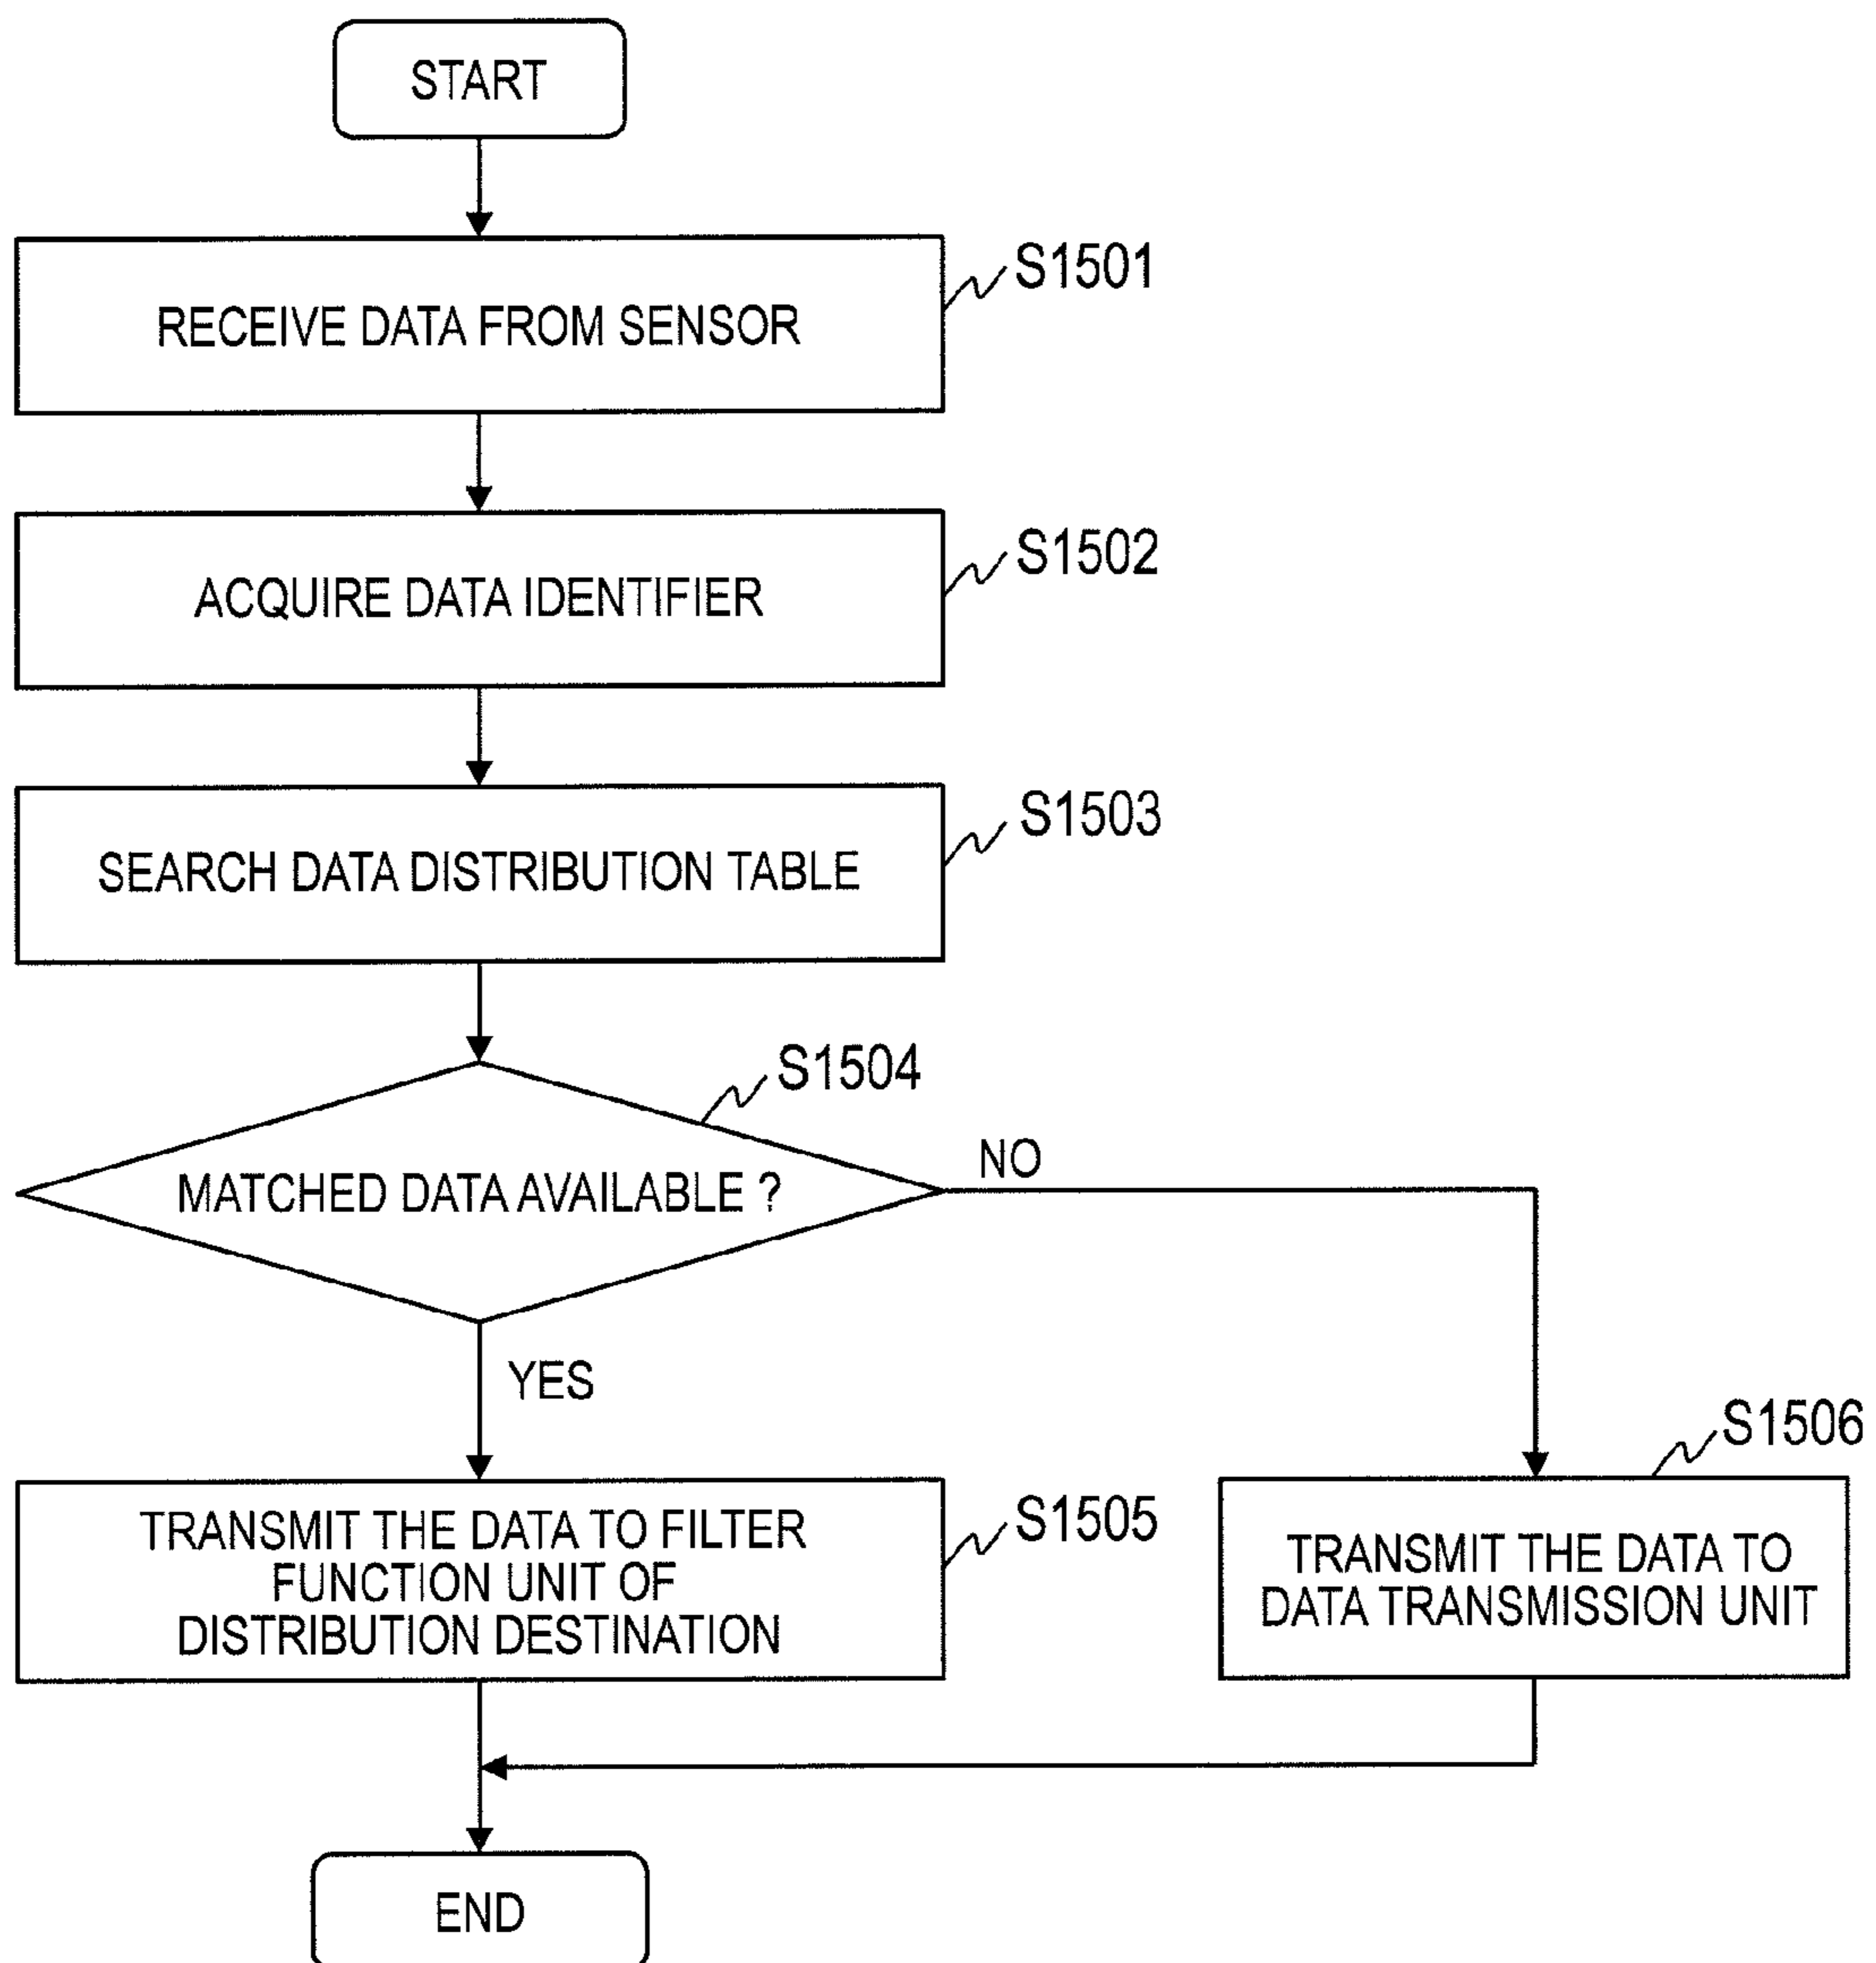 START
S1501
RECEIVE DATA FROM SENSOR
S1502
ACQUIRE DATA IDENTIFIER
S1503
SEARCH DATA DISTRIBUTION TABLE
S1504
MATCHED DATA AVAILABLE ?
NO
YES
S1505
TRANSMIT THE DATA TO FILTER
FUNCTION UNIT OF
DISTRIBUTION DESTINATION
S1506
TRANSMIT THE DATA TO
DATA TRANSMISSION UNIT
END